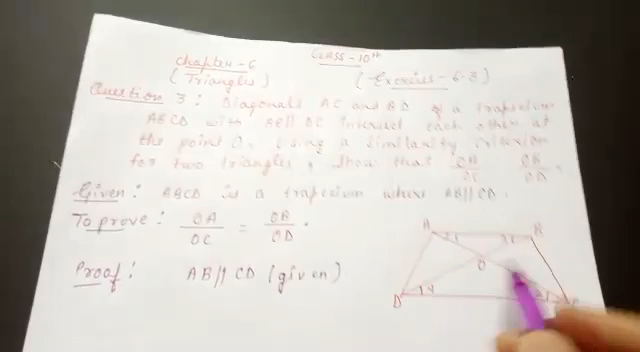 CLASS-10th
Chapter-6
(Triangles)
(Exercise-6.3)
Question 3: Diagonals AC and BD of a trapezium
ABCD with AB || DC intersect each other at
the point O. Using a similarity criterion
for two triangles, show that OA/OC = OB/OD.
Given: ABCD is a trapezium where AB||CD.
To prove: OA/OC = OB/OD.
Proof: AB||CD (given)
A B
O
D C